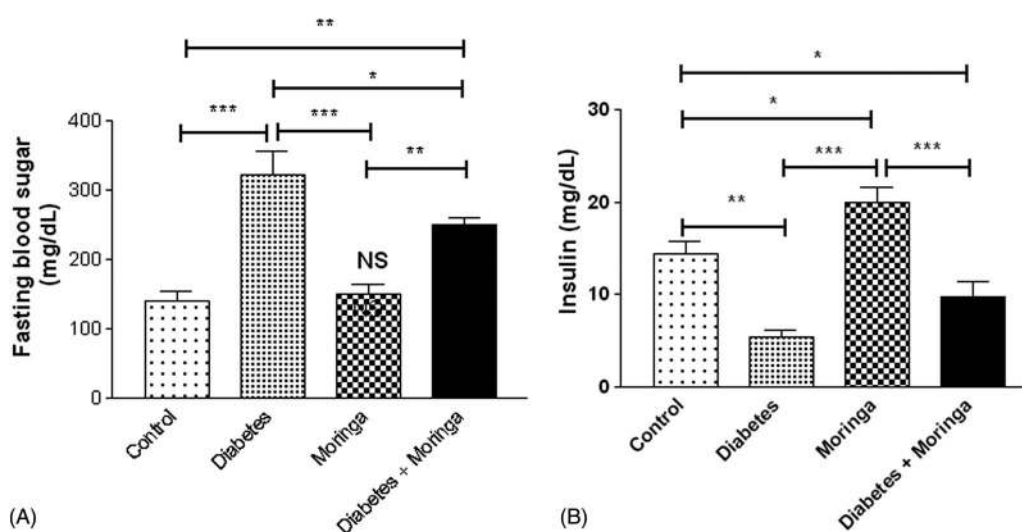 **
*
***
***
**
400
300
200
100
0
Fasting blood sugar
(mg/dL)
NS
NS
Control
Diabetes
Moringa
Diabetes + Moringa
(A)
*
*
***
***
**
30
20
10
0
Insulin (mg/dL)
Control
Diabetes
Moringa
Diabetes + Moringa
(B)